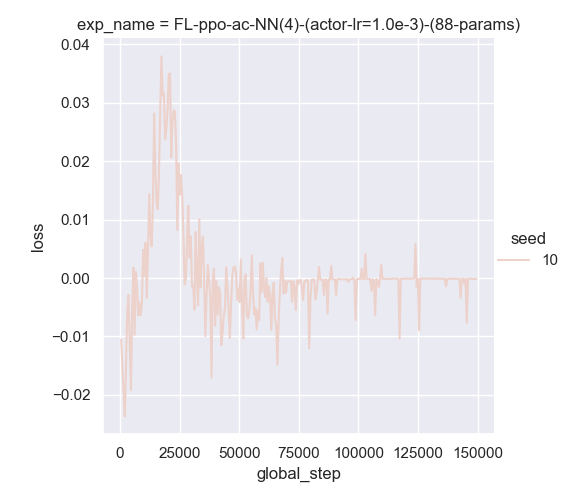 exp_name = FL-ppo-ac-NN(4)-(actor-lr=1.0e-3)-(88-params)
0.04
0.03
0.02
0.01
0.00
−0.01
−0.02
loss
0 25000 50000 75000 100000 125000 150000
global_step
seed
10